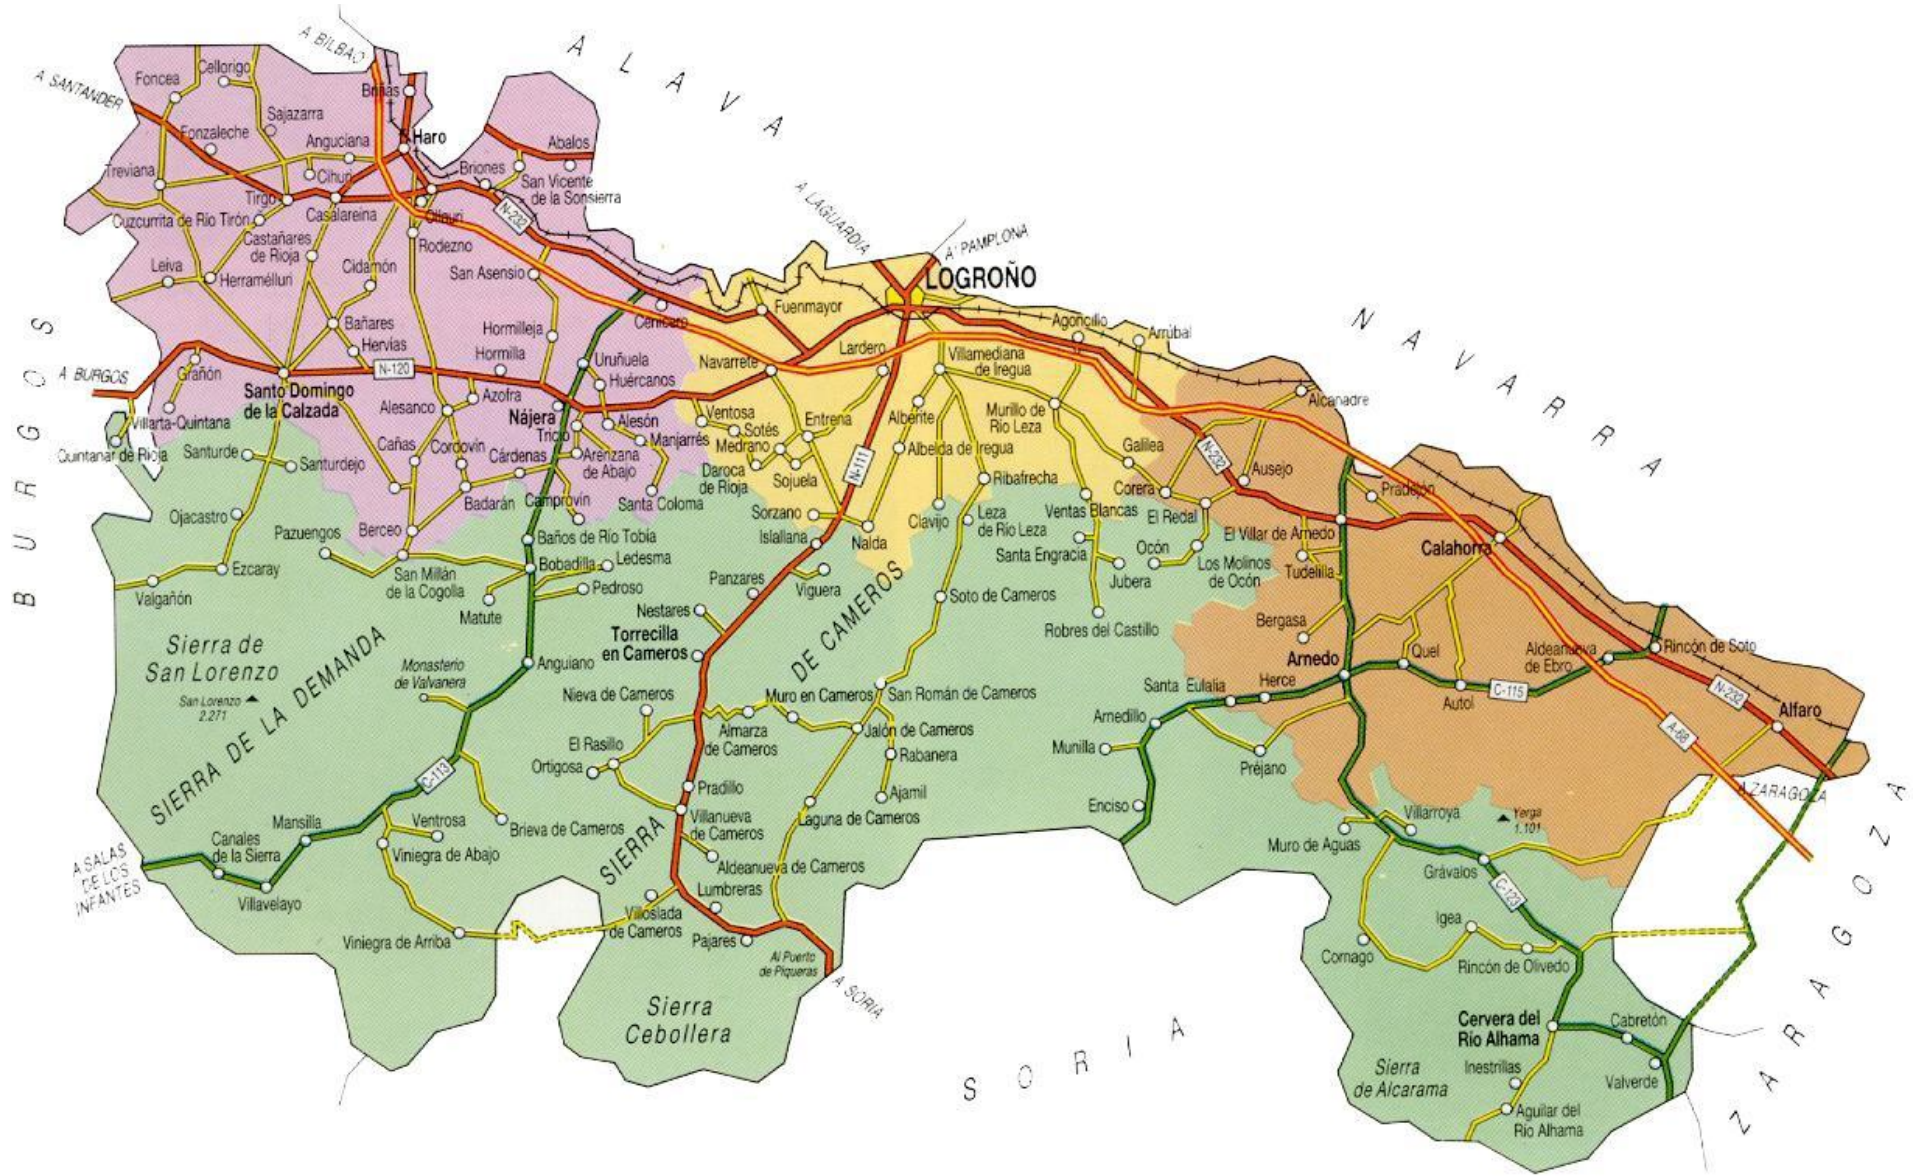 A BILBAO
A L A V A
A SANTANDER
Foncea
Cellorigo
Briñas
Sajazarra
Fonzaleche
Anguciana
Haro
Abalos
Treviana
Cihuri
Briones
San Vicente
de la Sonsierra
Tirgo
Casalareina
Ollauri
N-232
Cuzcurrita de Río Tirón
Castañares
de Rioja
Rodezno
Leiva
Herramélluri
Cidamón
San Asensio
A LAGUARDIA
A PAMPLONA
LOGROÑO
Cenicero
Fuenmayor
Bañares
Hervías
Hormilleja
Hormilla
Uruñuela
Huércanos
Navarrete
Lardero
Agoncillo
Arrúbal
Villamediana
de Iregua
N A V A R R A
B U R G O S
A BURGOS
Grañón
N-120
Santo Domingo
de la Calzada
Azofra
Alesanco
Nájera
Alesón
Tricio
Manjarrés
Villarta-Quintana
Quintanar de Rioja
Santurde
Santurdejo
Cañas
Cordovín
Cárdenas
Arenzana
de Abajo
Ventosa
Sotés
Medrano
Entrena
Daroca
de Rioja
Sojuela
Alberite
Albelda de Iregua
Murillo de
Río Leza
Alcanadre
Galilea
N-232
Ausejo
Ribafrecha
Corera
Pradejón
N-111
Badarán
Camprovín
Santa Coloma
Ojacastro
Pazuengos
Berceo
Sorzano
Islallana
Nalda
Clavijo
Leza
de Río Leza
Ventas Blancas
El Redal
El Villar de Arnedo
Calahorra
Baños de Río Tobía
Bobadilla
Ledesma
Pedroso
Ezcaray
Valgañón
San Millán
de la Cogolla
Matute
Panzares
Viguera
Santa Engracia
Jubera
Ocón
Los Molinos
de Ocón
Tudelilla
Nestares
Torrecilla
en Cameros
Soto de Cameros
Robres del Castillo
Bergasa
Sierra de
San Lorenzo
San Lorenzo
2.271
SIERRA DE LA DEMANDA
Monasterio
de Valvanera
Anguiano
DE CAMEROS
Arnedo
Quel
Aldeanueva
de Ebro
Rincón de Soto
Santa Eulalia
Herce
C-115
Autol
N-232
Alfaro
Nieva de Cameros
Muro en Cameros
San Román de Cameros
Arnedillo
Almarza
de Cameros
Jalón de Cameros
El Rasillo
Ortigosa
Rabanera
Munilla
Préjano
A-68
C-113
Pradillo
Ajamil
Enciso
A ZARAGOZA
Villanueva
de Cameros
Laguna de Cameros
Villarroya
Yerga
1.101
Mansilla
Ventrosa
Brieva de Cameros
SIERRA
Muro de Aguas
Canales
de la Sierra
Viniegra de Abajo
Aldeanueva de Cameros
Grávalos
A SALAS
DE LOS
INFANTES
Villavelayo
Lumbreras
C-123
Villoslada
de Cameros
Igea
Viniegra de Arriba
Pajares
Al Puerto
de Piqueras
A SORIA
Cornago
Rincón de Olivedo
Sierra
Cebollera
S O R I A
Cervera del
Río Alhama
Cabretón
Sierra
de Alcarama
Inestrillas
Valverde
Aguilar del
Río Alhama
Z A R A G O Z A